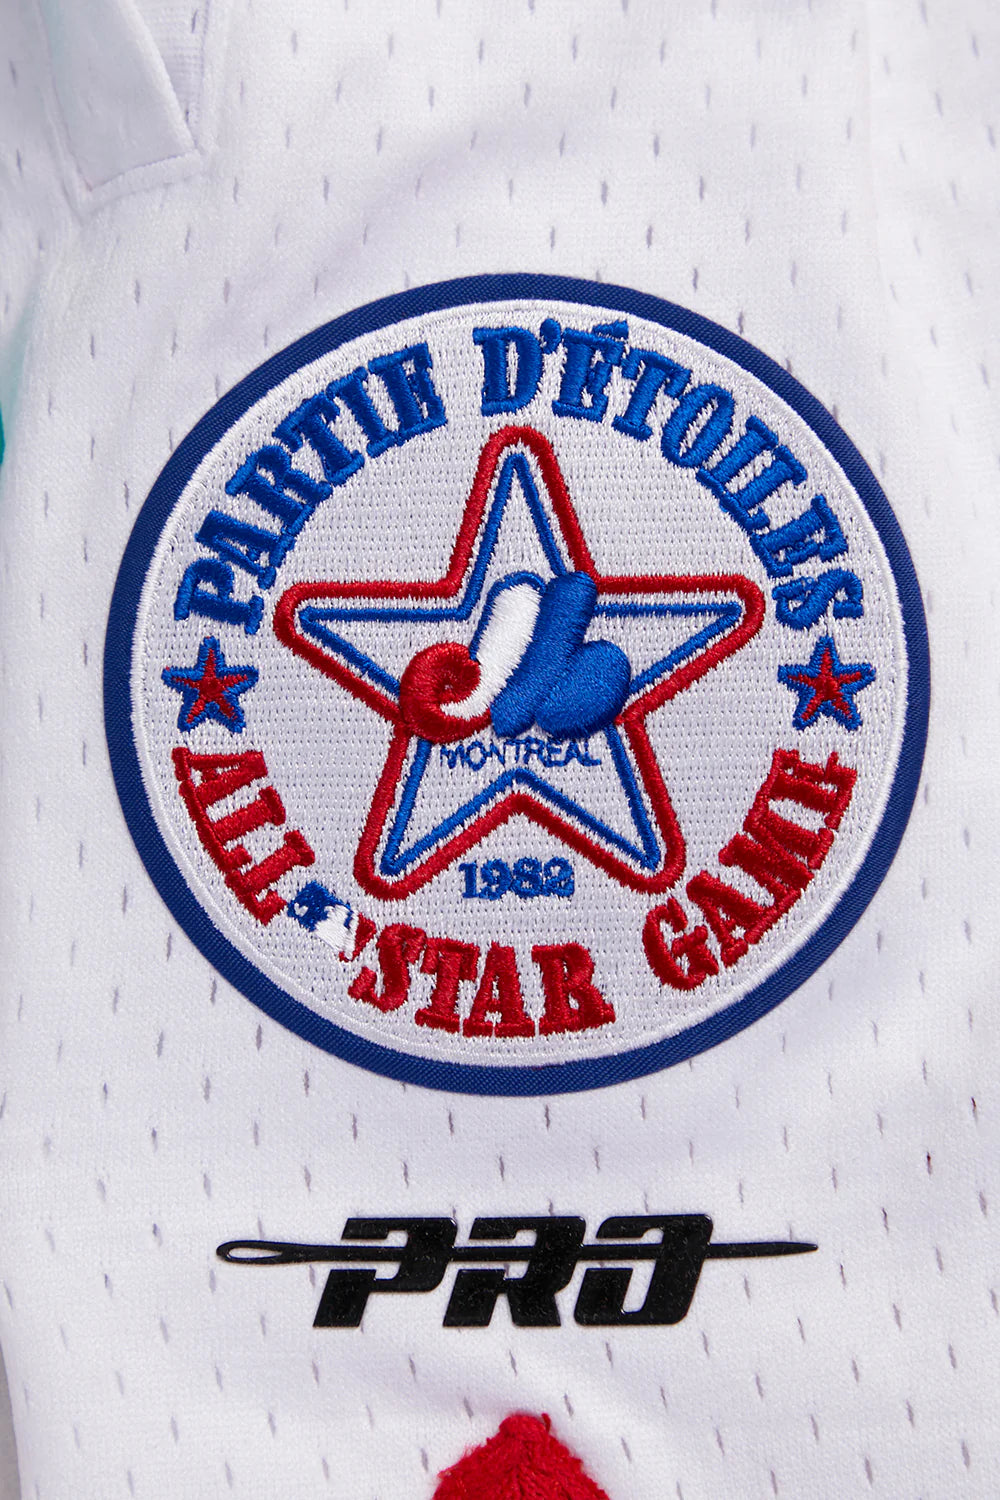 PARTIE D'ÉTOILES
MONTREAL
1982
ALL STAR GAME
PRO